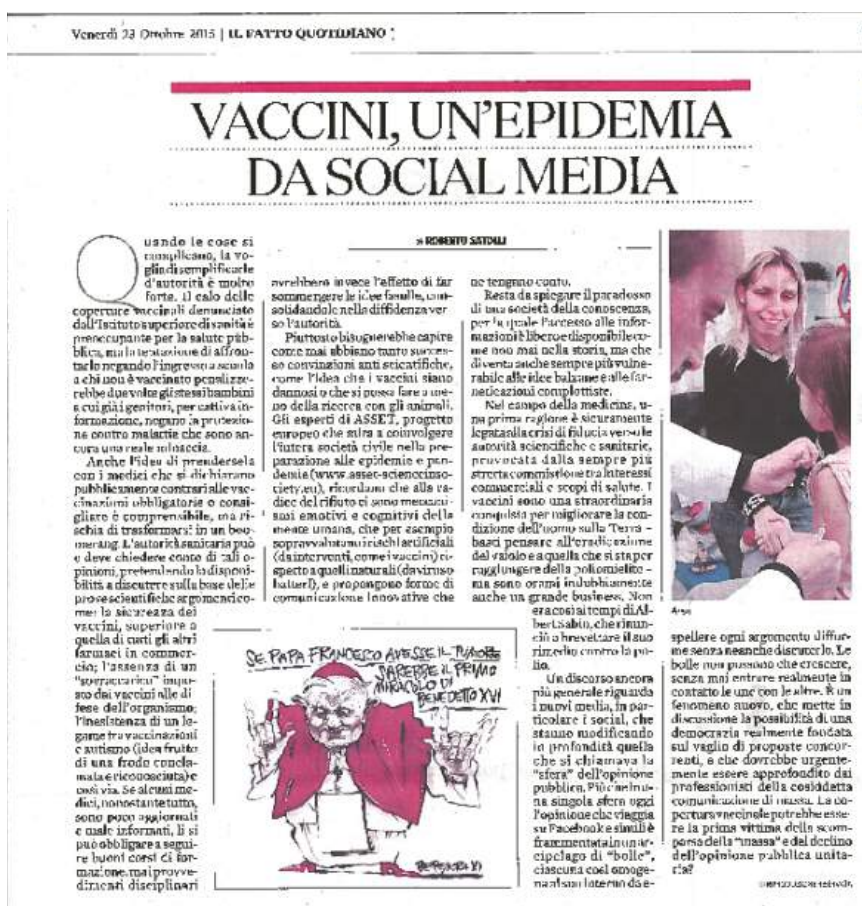 Venerdì 23 Ottobre 2015 | IL FATTO QUOTIDIANO |
VACCINI, UN'EPIDEMIA
DA SOCIAL MEDIA
» ROBERTO SATOLLI
Quando le cose si
complicano, la vo-
glia di semplificarle
d'autorità è molto
forte. Il calo delle
coperture vaccinali denunciato
dall'Istituto superiore di sanità è
preoccupante per la salute pub-
blica, ma la tentazione di affron-
tarlo negando l'ingresso a scuola
a chi non è vaccinato penalizze-
rebbe due volte gli stessi bambini
a cui già i genitori, per cattiva in-
formazione, negano la protezio-
ne contro malattie che sono an-
cora una reale minaccia.
Anche l'idea di prendersela
con i medici che si dichiarano
pubblicamente contrari alle vac-
cinazioni obbligatorie o consi-
gliate è comprensibile, ma ri-
schia di trasformarsi in un boo-
merang. L'autorità sanitaria può
e deve chiedere conto di tali o-
pinioni, pretendendo la disponi-
bilità a discutere sulla base delle
prove scientifiche argomenti co-
me: la sicurezza dei
vaccini, superiore a
quella di tutti gli altri
farmaci in commer-
cio; l'assenza di un
"sovraccarico" impo-
sto dai vaccini alle di-
fese dell'organismo;
l'inesistenza di un le-
game tra vaccinazioni
e autismo (idea frutto
di una frode concla-
mata e riconosciuta) e
così via. Se alcuni me-
dici, nonostante tutto,
sono poco aggiornati
e male informati, li si
può obbligare a segui-
re buoni corsi di for-
mazione, mai provve-
dimenti disciplinari
avrebbero invece l'effetto di far
sommergere le idee fasulle, con-
solidandole nella diffidenza ver-
so l'autorità.
Piuttosto bisognerebbe capire
come mai abbiano tanto succes-
so convinzioni anti scientifiche,
come l'idea che i vaccini siano
dannosi o che si possa fare a me-
no della ricerca con gli animali.
Gli esperti di ASSET, progetto
europeo che mira a coinvolgere
l'intera società civile nella pre-
parazione alle epidemie e pan-
demie (www.asset-scienceinso-
ciety.eu), ricordano che alla ra-
dice del rifiuto ci sono meccani-
smi emotivi e cognitivi della
mente umana, che per esempio
sopravvalutano i rischi artificiali
(da interventi, come i vaccini) ri-
spetto a quelli naturali (da virus o
batteri), e propongono forme di
comunicazione innovative che
ne tengano conto.
Resta da spiegare il paradosso
di una società della conoscenza,
per la quale l'accesso alle infor-
mazioni è libero e disponibile co-
me non mai nella storia, ma che
diventa anche sempre più vulne-
rabile alle idee balzane e alle far-
neticazioni complottiste.
Nel campo della medicina, u-
na prima ragione è sicuramente
legata alla crisi di fiducia verso le
autorità scientifiche e sanitarie,
provocata dalla sempre più
stretta commistione tra interessi
commerciali e scopi di salute. I
vaccini sono una straordinaria
conquista per migliorare la con-
dizione dell'uomo sulla Terra –
basti pensare all'eradicazione
del vaiolo e a quella che si sta per
raggiungere della poliomielite –
ma sono ormai indubbiamente
anche un grande business. Non
era così ai tempi di Al-
bert Sabin, che rinun-
ciò a brevettare il suo
rimedio contro la po-
lio.
Un discorso ancora
più generale riguarda
i nuovi media, in par-
ticolare i social, che
stanno modificando
in profondità quella
che si chiamava la
"sfera" dell'opinione
pubblica. Più che in u-
na singola sfera oggi
l'opinione che viaggia
su Facebook e simili è
frammentata in un ar-
cipelago di "bolle",
ciascuna così omoge-
nea al suo interno da e-
Ansa
spellere ogni argomento diffor-
me senza neanche discuterlo. Le
bolle non possono che crescere,
senza mai entrare realmente in
contatto le une con le altre. È un
fenomeno nuovo, che mette in
discussione la possibilità di una
democrazia realmente fondata
sul vaglio di proposte concor-
renti, e che dovrebbe urgente-
mente essere approfondito dai
professionisti della cosiddetta
comunicazione di massa. La co-
pertura vaccinale potrebbe esse-
re la prima vittima della scom-
parsa della "massa" e del declino
dell'opinione pubblica unita-
ria?
© RIPRODUZIONE RISERVATA
SE PAPA FRANCESCO AVESSE IL TUMORE
SAREBBE IL PRIMO
MIRACOLO DI
BENEDETTO XVI